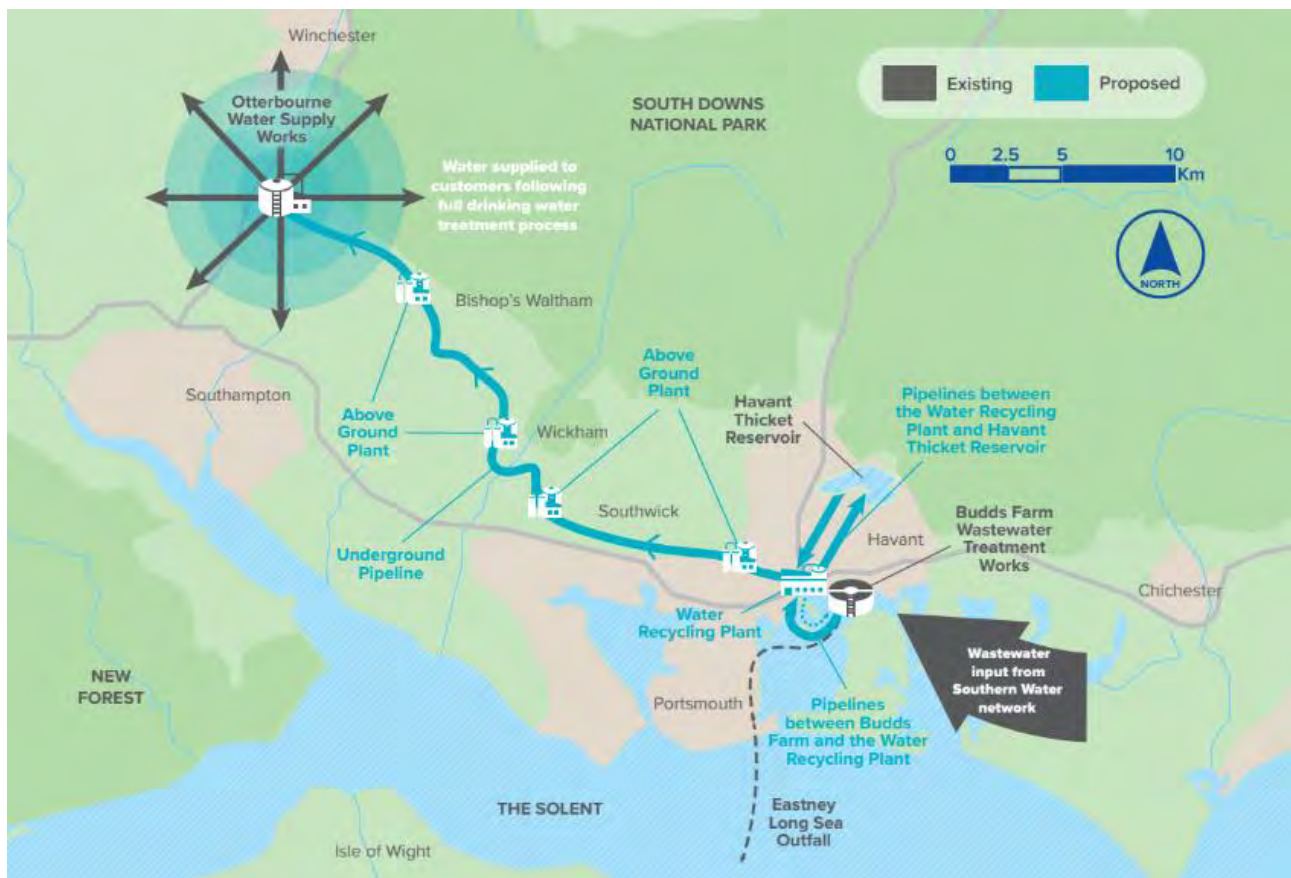 Winchester
Otterbourne
Water Supply
Works
SOUTH DOWNS
NATIONAL PARK
Existing
Proposed
0
2.5
5
10
Km
NORTH
Water supplied to
customers following
full drinking water
treatment process
Bishop's Waltham
Southampton
Above
Ground
Plant
Above
Ground
Plant
Wickham
Underground
Pipeline
Southwick
Havant
Thicket
Reservoir
Pipelines between
the Water Recycling
Plant and Havant
Thicket Reservoir
Havant
Budds Farm
Wastewater
Treatment
Works
Chichester
Water
Recycling Plant
Wastewater
input from
Southern Water
network
NEW
FOREST
Portsmouth
Pipelines
between Budds
Farm and the Water
Recycling Plant
THE SOLENT
Eastney
Long Sea
Outfall
Isle of Wight